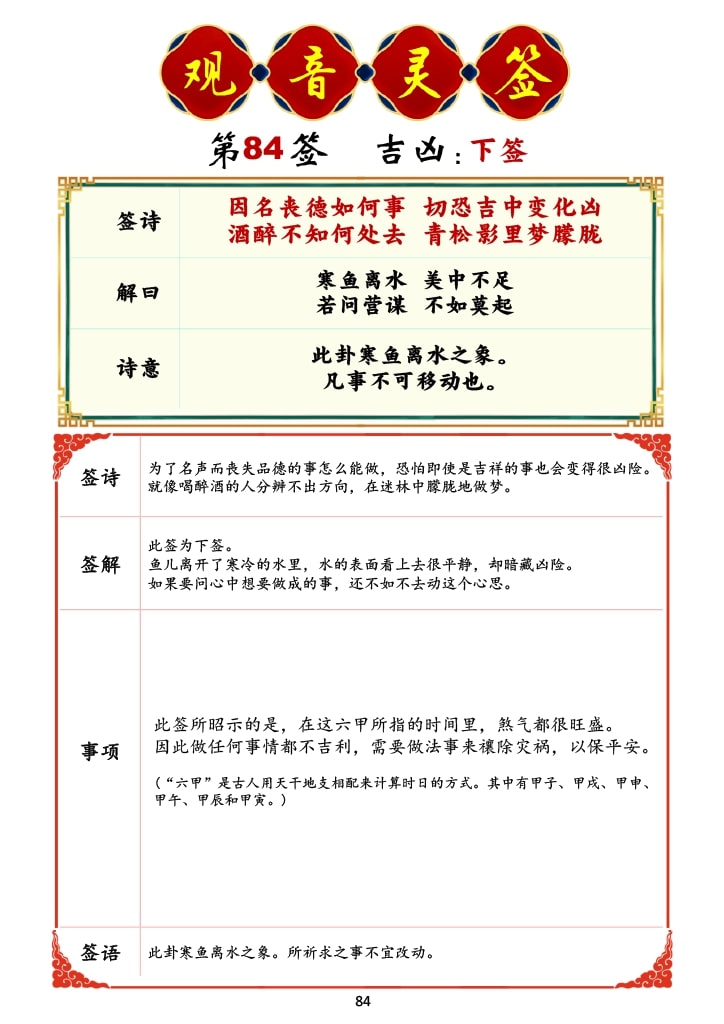 观音灵签
第84签 吉凶：下签
签诗
因名丧德如何事 切恐吉中变化凶
酒醉不知何处去 青松影里梦朦胧
解曰
寒鱼离水 美中不足
若问营谋 不如莫起
诗意
此卦寒鱼离水之象。
凡事不可移动也。
签诗
为了名声而丧失品德的事怎么能做，恐怕即使是吉祥的事也会变得很凶险。
就像喝醉酒的人分辨不出方向，在迷林中朦胧地做梦。
签解
此签为下签。
鱼儿离开了寒冷的水里，水的表面看上去很平静，却暗藏凶险。
如果要问心中想要做成的事，还不如不去动这个心思。
事项
此签所昭示的是，在这六甲所指的时间里，煞气都很旺盛。
因此做任何事情都不吉利，需要做法事来禳除灾祸，以保平安。
(“六甲”是古人用天干地支相配来计算时日的方式。其中有甲子、甲戌、甲申、
甲午、甲辰和甲寅。)
签语
此卦寒鱼离水之象。所祈求之事不宜改动。
84